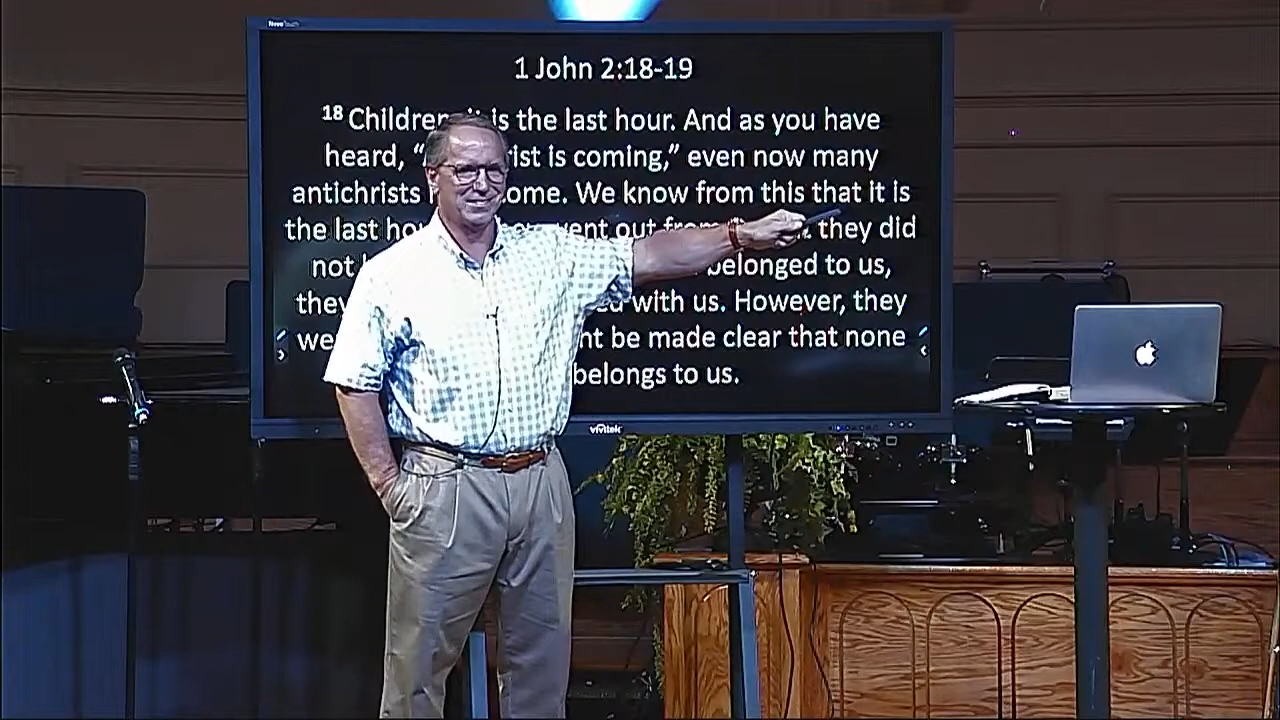 1 John 2:18-19
18 Children, it is the last hour. And as you have
heard, “ rist is coming,” even now many
antichrists ome. We know from this that it is
the last ho went out from they did
not belonged to us,
they with us. However, they
we nt be made clear that none
belongs to us.
vivitek